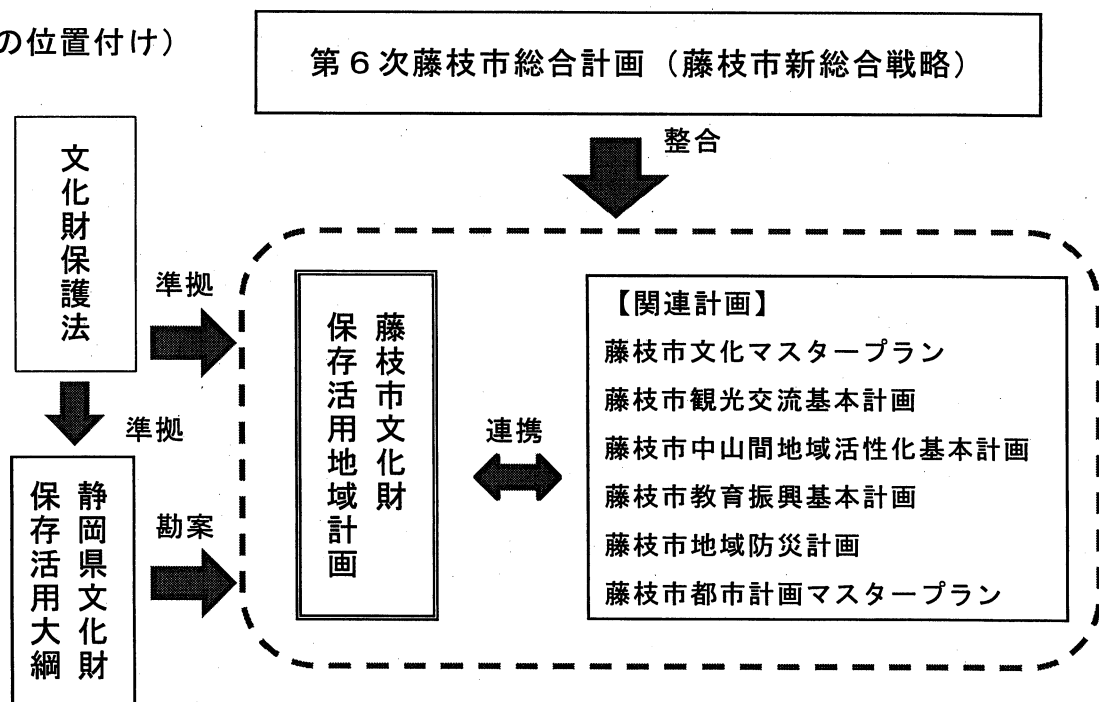 の位置付け）
第６次藤枝市総合計画（藤枝市新総合戦略）
整合
文化財保護法
準拠
準拠
静岡県文化財
保存活用大綱
勘案
藤枝市文化財
保存活用地域計画
連携
【関連計画】
藤枝市文化マスタープラン
藤枝市観光交流基本計画
藤枝市中山間地域活性化基本計画
藤枝市教育振興基本計画
藤枝市地域防災計画
藤枝市都市計画マスタープラン